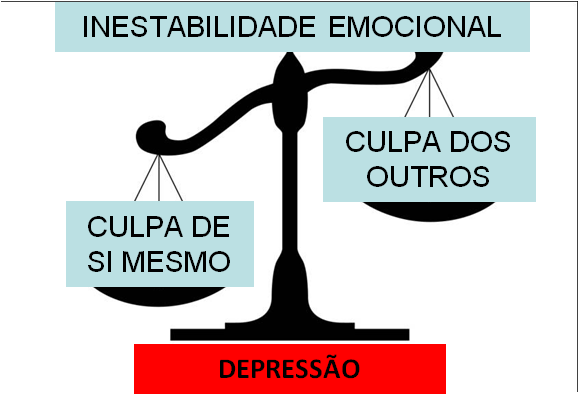 INESTABILIDADE EMOCIONAL
CULPA DOS
OUTROS
CULPA DE
SI MESMO
DEPRESSÃO